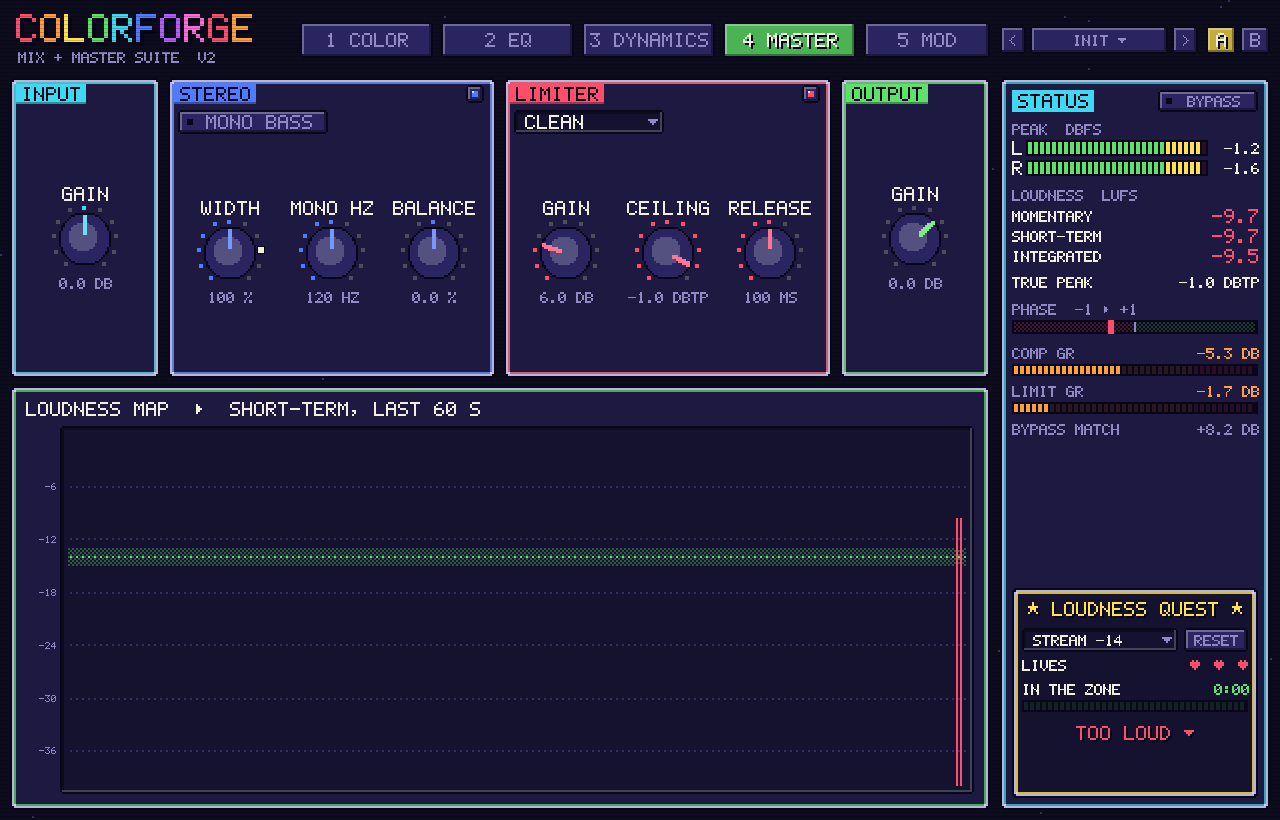 COLORFORGE
MIX + MASTER SUITE V2
1 COLOR
2 EQ
3 DYNAMICS
4 MASTER
5 MOD
<
INIT
>
A
B
INPUT
GAIN
0.0 DB
STEREO
MONO BASS
WIDTH
MONO HZ
BALANCE
100 %
120 HZ
0.0 %
LIMITER
CLEAN
GAIN
CEILING
RELEASE
6.0 DB
-1.0 DBTP
100 MS
OUTPUT
GAIN
0.0 DB
STATUS
BYPASS
PEAK DBFS
L -1.2
R -1.6
LOUDNESS LUFS
MOMENTARY -9.7
SHORT-TERM -9.7
INTEGRATED -9.5
TRUE PEAK -1.0 DBTP
PHASE -1 ▸ +1
COMP GR -5.3 DB
LIMIT GR -1.7 DB
BYPASS MATCH +8.2 DB
LOUDNESS MAP ▸ SHORT-TERM, LAST 60 S
-6
-12
-18
-24
-30
-36
★ LOUDNESS QUEST ★
STREAM -14
RESET
LIVES ♥ ♥ ♥
IN THE ZONE 0:00
TOO LOUD ▾